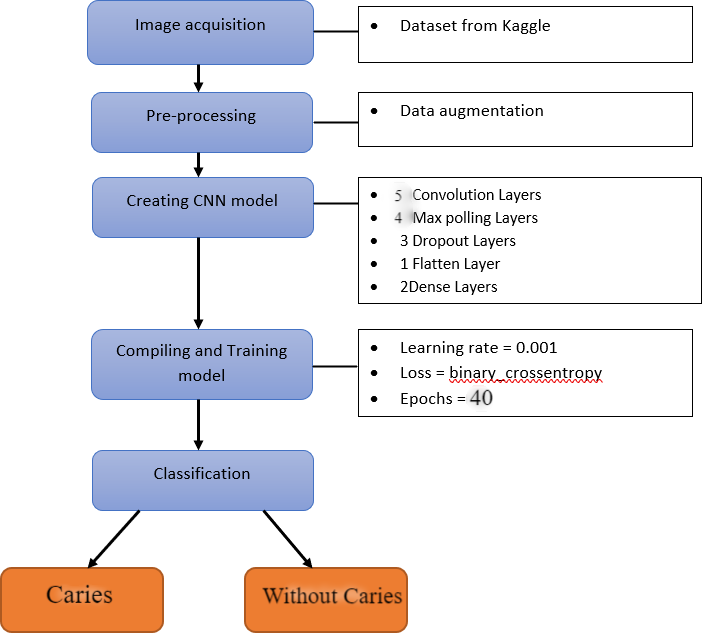 Image acquisition
• Dataset from Kaggle
Pre-processing
• Data augmentation
Creating CNN model
• 5 Convolution Layers
• 4 Max polling Layers
• 3 Dropout Layers
• 1 Flatten Layer
• 2Dense Layers
Compiling and Training
model
• Learning rate = 0.001
• Loss = binary_crossentropy
• Epochs = 40
Classification
Caries
Without Caries